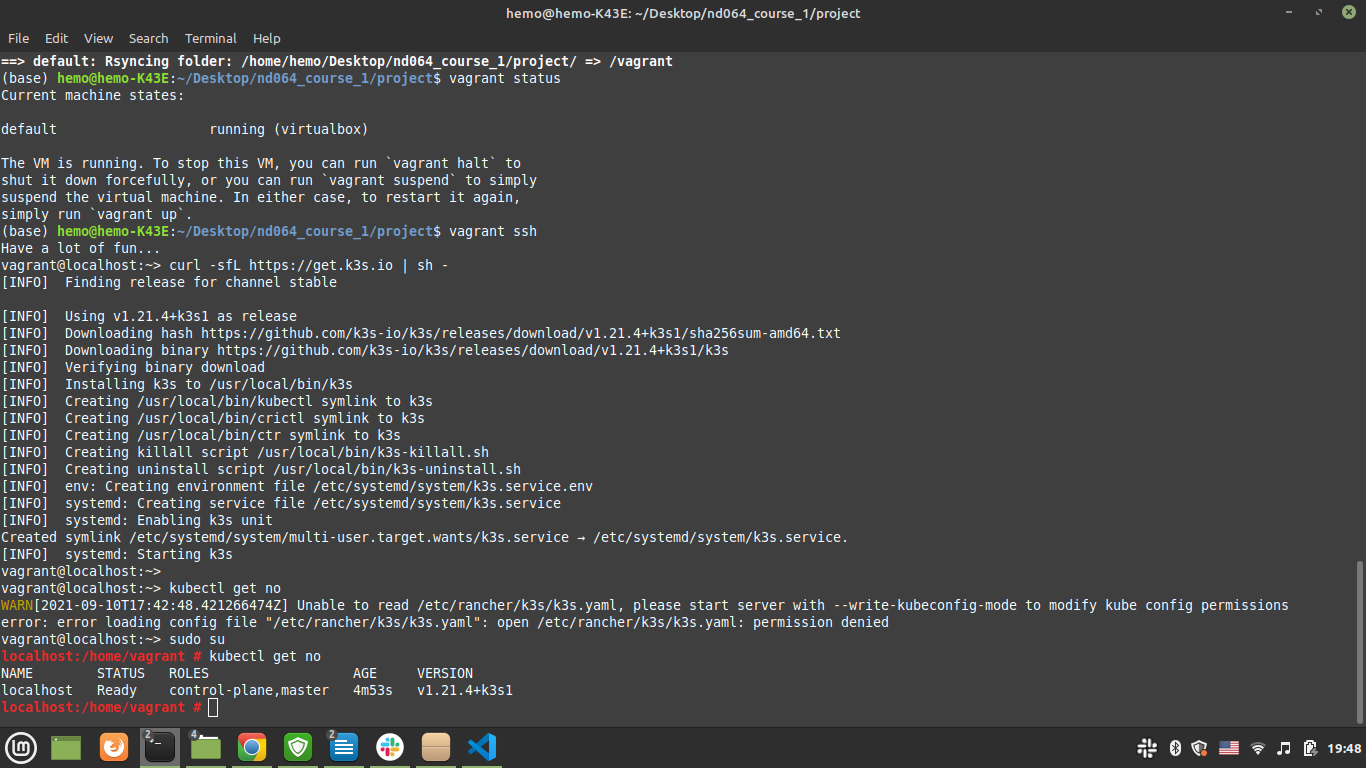 hemo@hemo-K43E: ~/Desktop/nd064_course_1/project
File Edit View Search Terminal Help
==> default: Rsyncing folder: /home/hemo/Desktop/nd064_course_1/project/ => /vagrant
(base) hemo@hemo-K43E:~/Desktop/nd064_course_1/project$ vagrant status
Current machine states:
default                   running (virtualbox)
The VM is running. To stop this VM, you can run `vagrant halt` to
shut it down forcefully, or you can run `vagrant suspend` to simply
suspend the virtual machine. In either case, to restart it again,
simply run `vagrant up`.
(base) hemo@hemo-K43E:~/Desktop/nd064_course_1/project$ vagrant ssh
Have a lot of fun...
vagrant@localhost:~> curl -sfL https://get.k3s.io | sh -
[INFO]  Finding release for channel stable
[INFO]  Using v1.21.4+k3s1 as release
[INFO]  Downloading hash https://github.com/k3s-io/k3s/releases/download/v1.21.4+k3s1/sha256sum-amd64.txt
[INFO]  Downloading binary https://github.com/k3s-io/k3s/releases/download/v1.21.4+k3s1/k3s
[INFO]  Verifying binary download
[INFO]  Installing k3s to /usr/local/bin/k3s
[INFO]  Creating /usr/local/bin/kubectl symlink to k3s
[INFO]  Creating /usr/local/bin/crictl symlink to k3s
[INFO]  Creating /usr/local/bin/ctr symlink to k3s
[INFO]  Creating killall script /usr/local/bin/k3s-killall.sh
[INFO]  Creating uninstall script /usr/local/bin/k3s-uninstall.sh
[INFO]  env: Creating environment file /etc/systemd/system/k3s.service.env
[INFO]  systemd: Creating service file /etc/systemd/system/k3s.service
[INFO]  systemd: Enabling k3s unit
Created symlink /etc/systemd/system/multi-user.target.wants/k3s.service → /etc/systemd/system/k3s.service.
[INFO]  systemd: Starting k3s
vagrant@localhost:~>
vagrant@localhost:~> kubectl get no
WARN[2021-09-10T17:42:48.421266474Z] Unable to read /etc/rancher/k3s/k3s.yaml, please start server with --write-kubeconfig-mode to modify kube config permissions
error: error loading config file "/etc/rancher/k3s/k3s.yaml": open /etc/rancher/k3s/k3s.yaml: permission denied
vagrant@localhost:~> sudo su
localhost:/home/vagrant # kubectl get no
NAME        STATUS   ROLES                  AGE     VERSION
localhost   Ready    control-plane,master   4m53s   v1.21.4+k3s1
localhost:/home/vagrant #
2 4 2 19:48